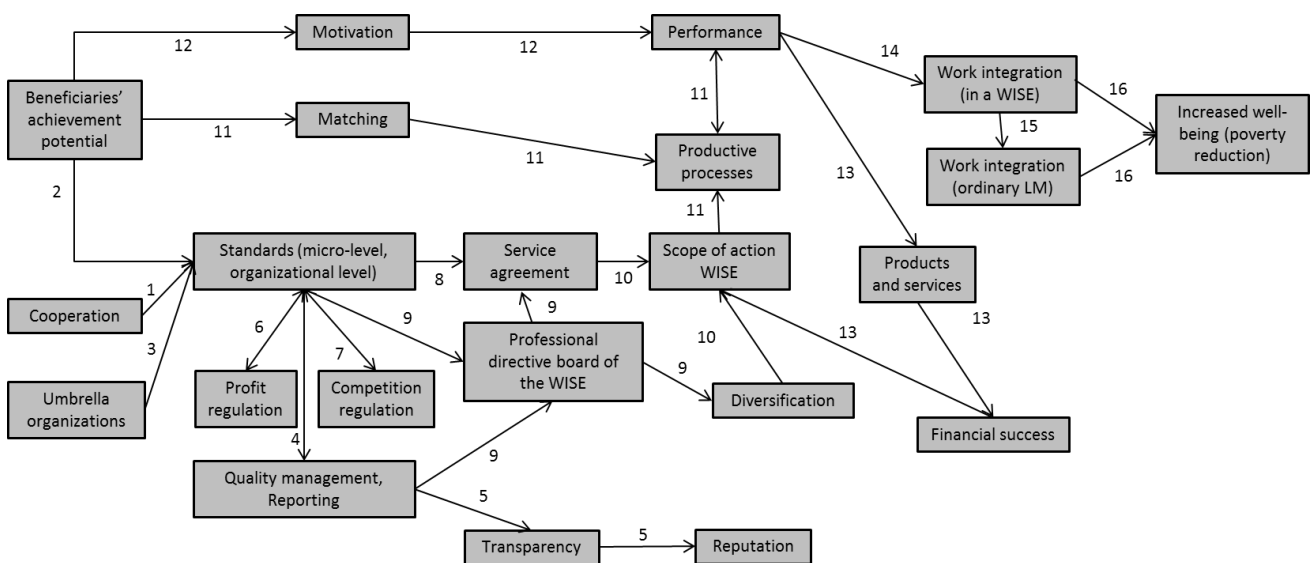 12
Motivation
12
Performance
14
Work integration
(in a WISE)
16
Beneficiaries'
achievement
potential
11
Matching
11
11
15
Increased well-
being (poverty
reduction)
Productive
processes
13
Work integration
(ordinary LM)
16
2
11
Standards (micro-level,
organizational level)
8
Service
agreement
10
Scope of action
WISE
Products
and services
1
Cooperation
3
6
7
9
9
10
13
13
Umbrella
organizations
Profit
regulation
Competition
regulation
Professional
directive board of
the WISE
9
Diversification
Financial success
4
9
Quality management,
Reporting
5
Transparency
5
Reputation